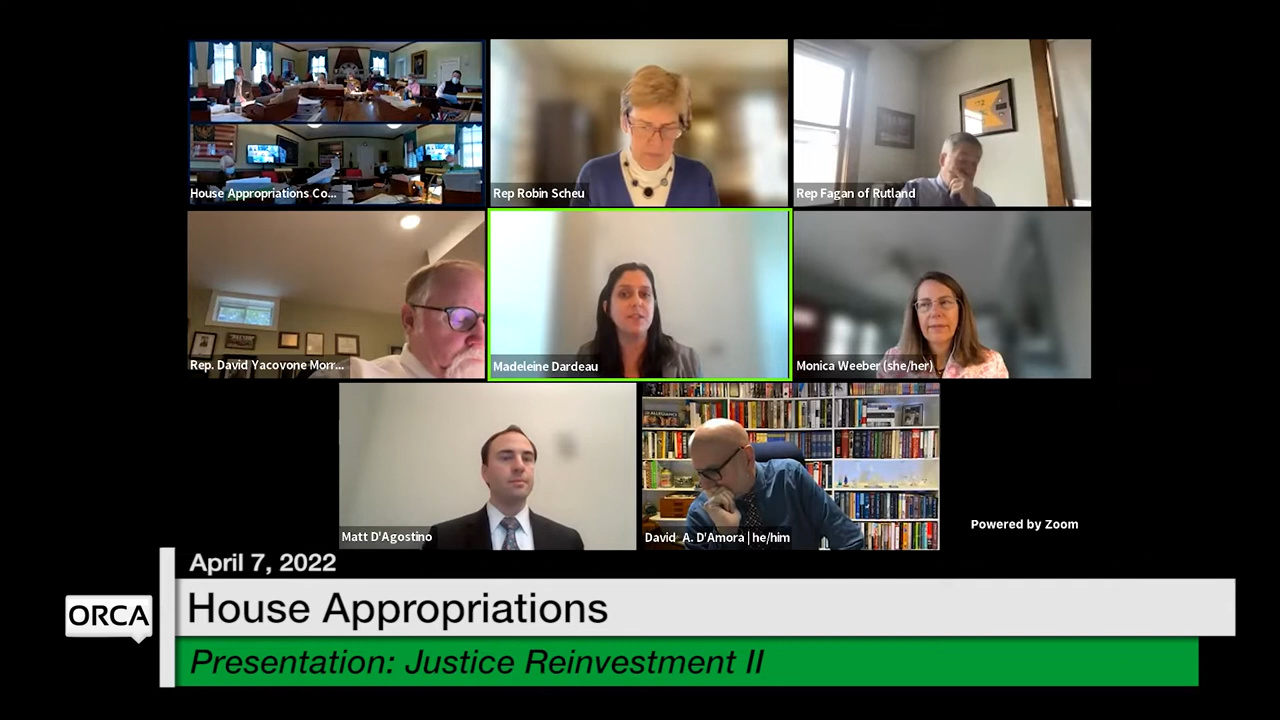 House Appropriations Co...
Rep Robin Scheu
Rep Fagan of Rutland
Rep. David Yacovone Morr...
Madeleine Dardeau
Monica Weeber (she/her)
Matt D'Agostino
David A. D'Amora | he/him
Powered by Zoom
April 7, 2022
ORCA
House Appropriations
Presentation: Justice Reinvestment II